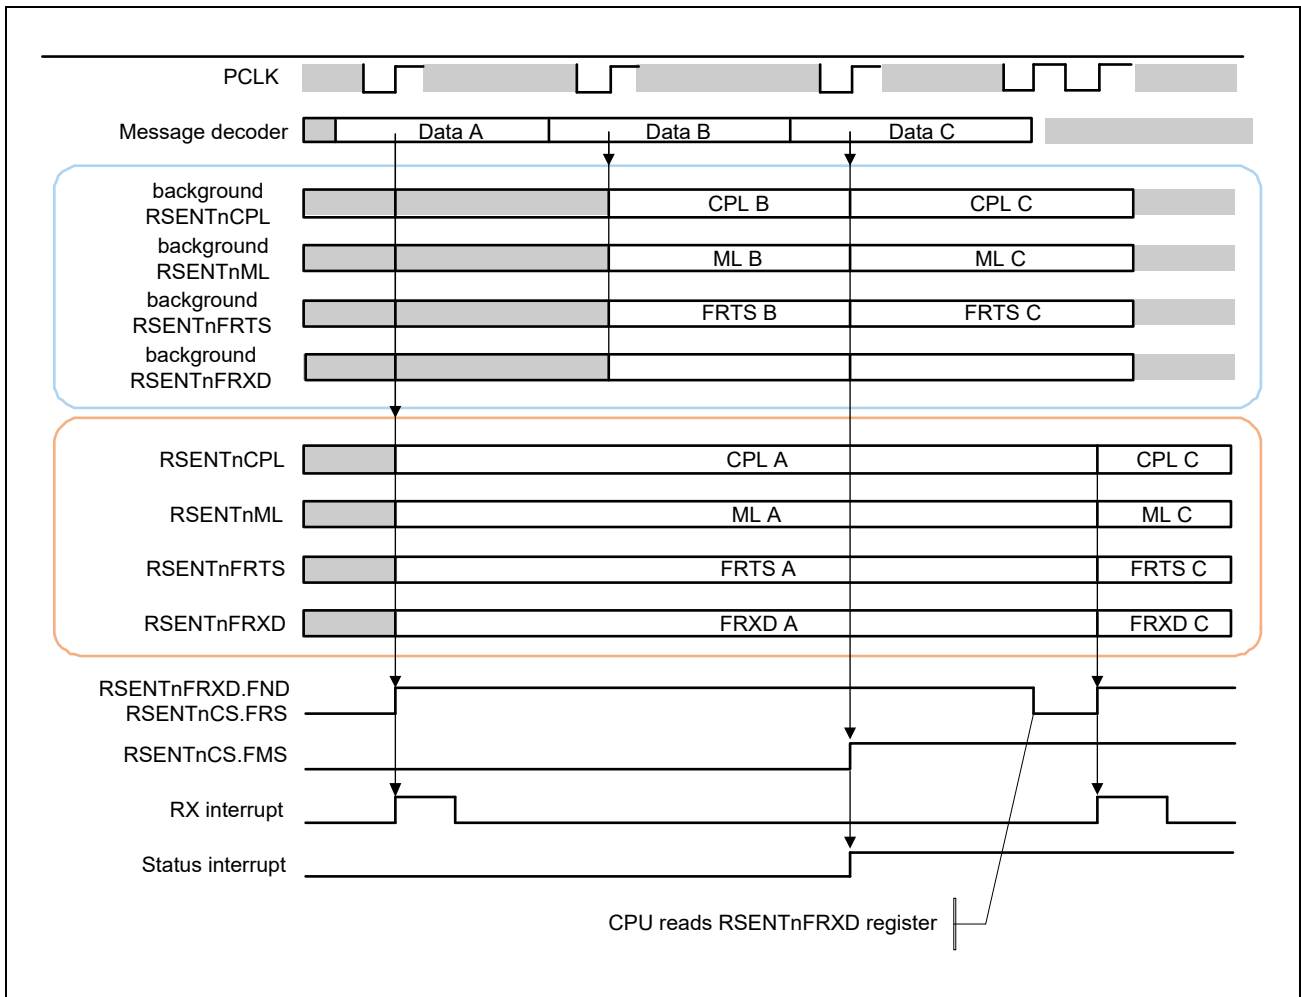 PCLK
Message decoder
Data A
Data B
Data C
background
RSENTnCPL
CPL B
CPL C
background
RSENTnML
ML B
ML C
background
RSENTnFRTS
FRTS B
FRTS C
background
RSENTnFRXD
RSENTnCPL
CPL A
CPL C
RSENTnML
ML A
ML C
RSENTnFRTS
FRTS A
FRTS C
RSENTnFRXD
FRXD A
FRXD C
RSENTnFRXD.FND
RSENTnCS.FRS
RSENTnCS.FMS
RX interrupt
Status interrupt
CPU reads RSENTnFRXD register